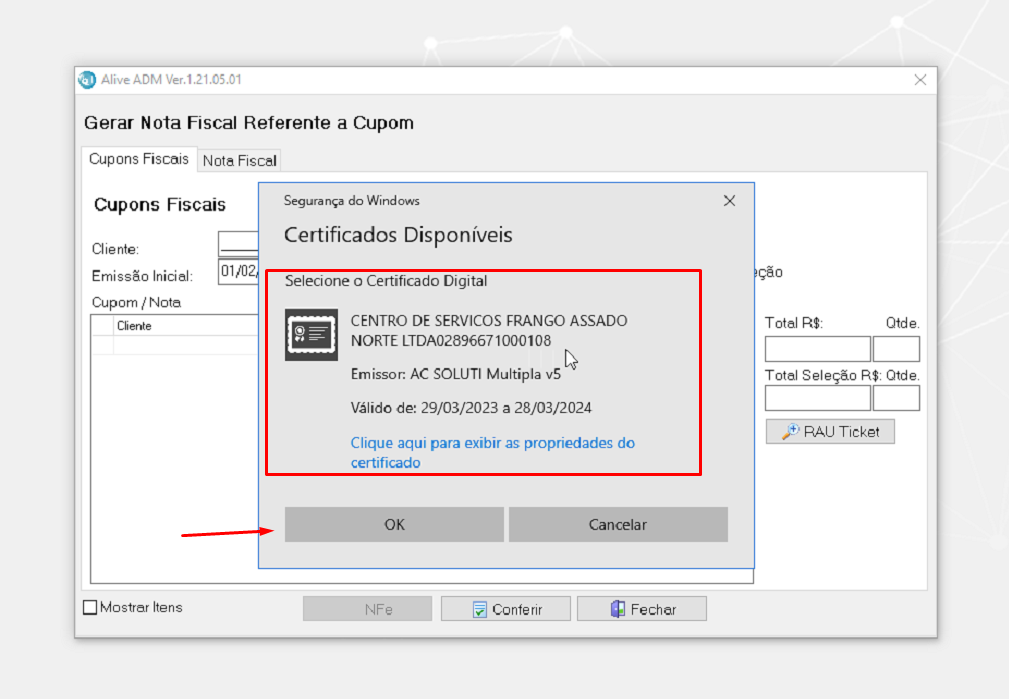 Alive ADM Ver.1.21.05.01
Gerar Nota Fiscal Referente a Cupom
Cupons Fiscais
Nota Fiscal
Cupons Fiscais
Cliente:
Emissão Inicial:
01/02/
Cupom / Nota
Cliente
Segurança do Windows
Certificados Disponíveis
Selecione o Certificado Digital
CENTRO DE SERVICOS FRANGO ASSADO
NORTE LTDA02896671000108
Emissor: AC SOLUTI Multipla v5
Válido de: 29/03/2023 a 28/03/2024
Clique aqui para exibir as propriedades do
certificado
OK
Cancelar
Total R$:
Qtde.
Total Seleção R$:
Qtde.
RAU Ticket
Mostrar Itens
NFe
Conferir
Fechar